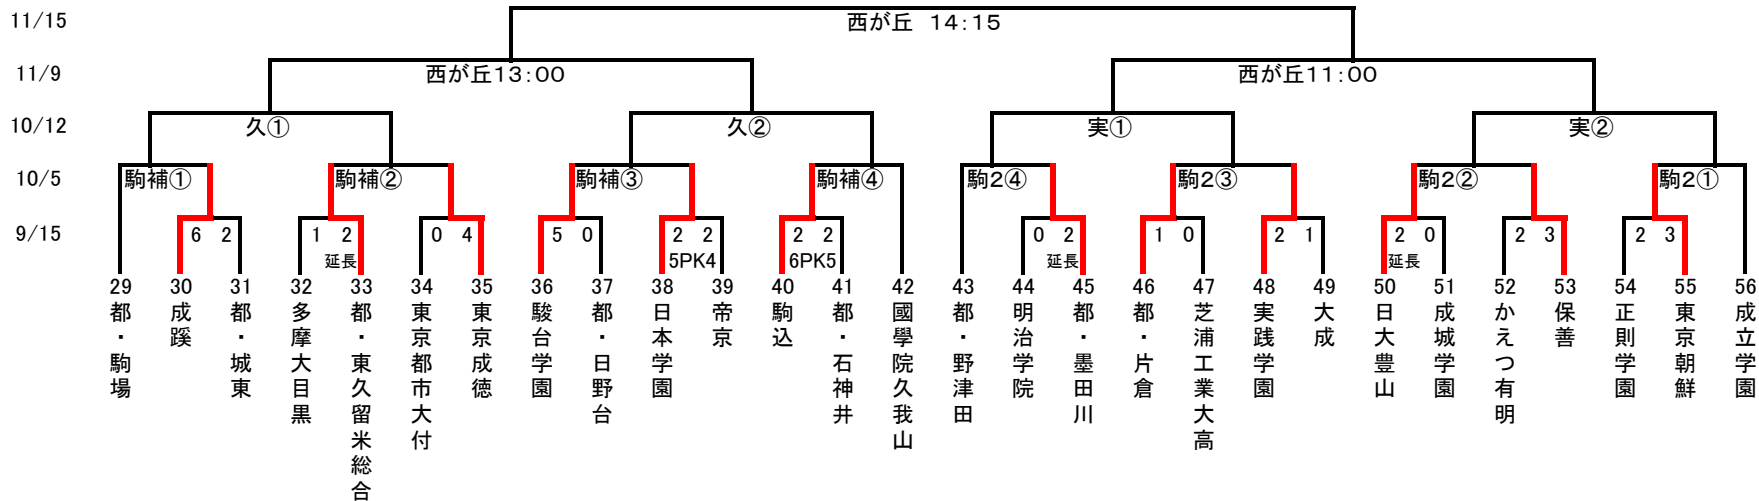 11/15
西が丘 14:15
11/9
西が丘13:00
西が丘11:00
10/12
久①
久②
実①
実②
10/5
駒補①
駒補②
駒補③
駒補④
駒2④
駒2③
駒2②
駒2①
9/15
6 2
1 2
延長
0 4
5 0
2 2
5PK4
2 2
6PK5
0 2
延長
1 0
2 1
2 0
延長
2 3
2 3
29 都・駒場
30 成蹊
31 都・城東
32 多摩大目黒
33 都・東久留米総合
34 東京都市大付
35 東京成徳
36 駿台学園
37 都・日野台
38 日本学園
39 帝京
40 駒込
41 都・石神井
42 國學院久我山
43 都・野津田
44 明治学院
45 都・墨田川
46 都・片倉
47 芝浦工業大高
48 実践学園
49 大成
50 日大豊山
51 成城学園
52 かえつ有明
53 保善
54 正則学園
55 東京朝鮮
56 成立学園